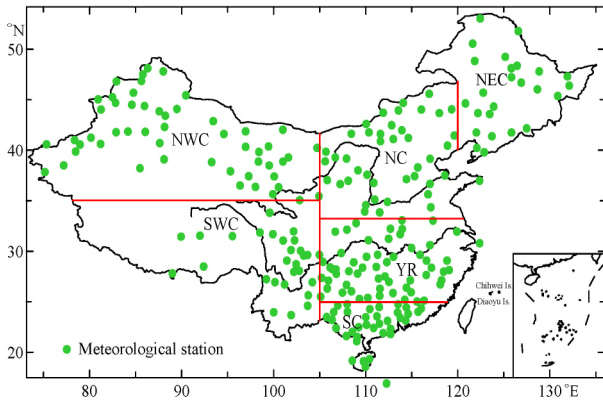 °N
50
NEC
NWC
40
NC
SWC
30
YR
Chihwei Is.
Diaoyu Is.
SC
20
Meteorological station
80 90 100 110 120 130 °E